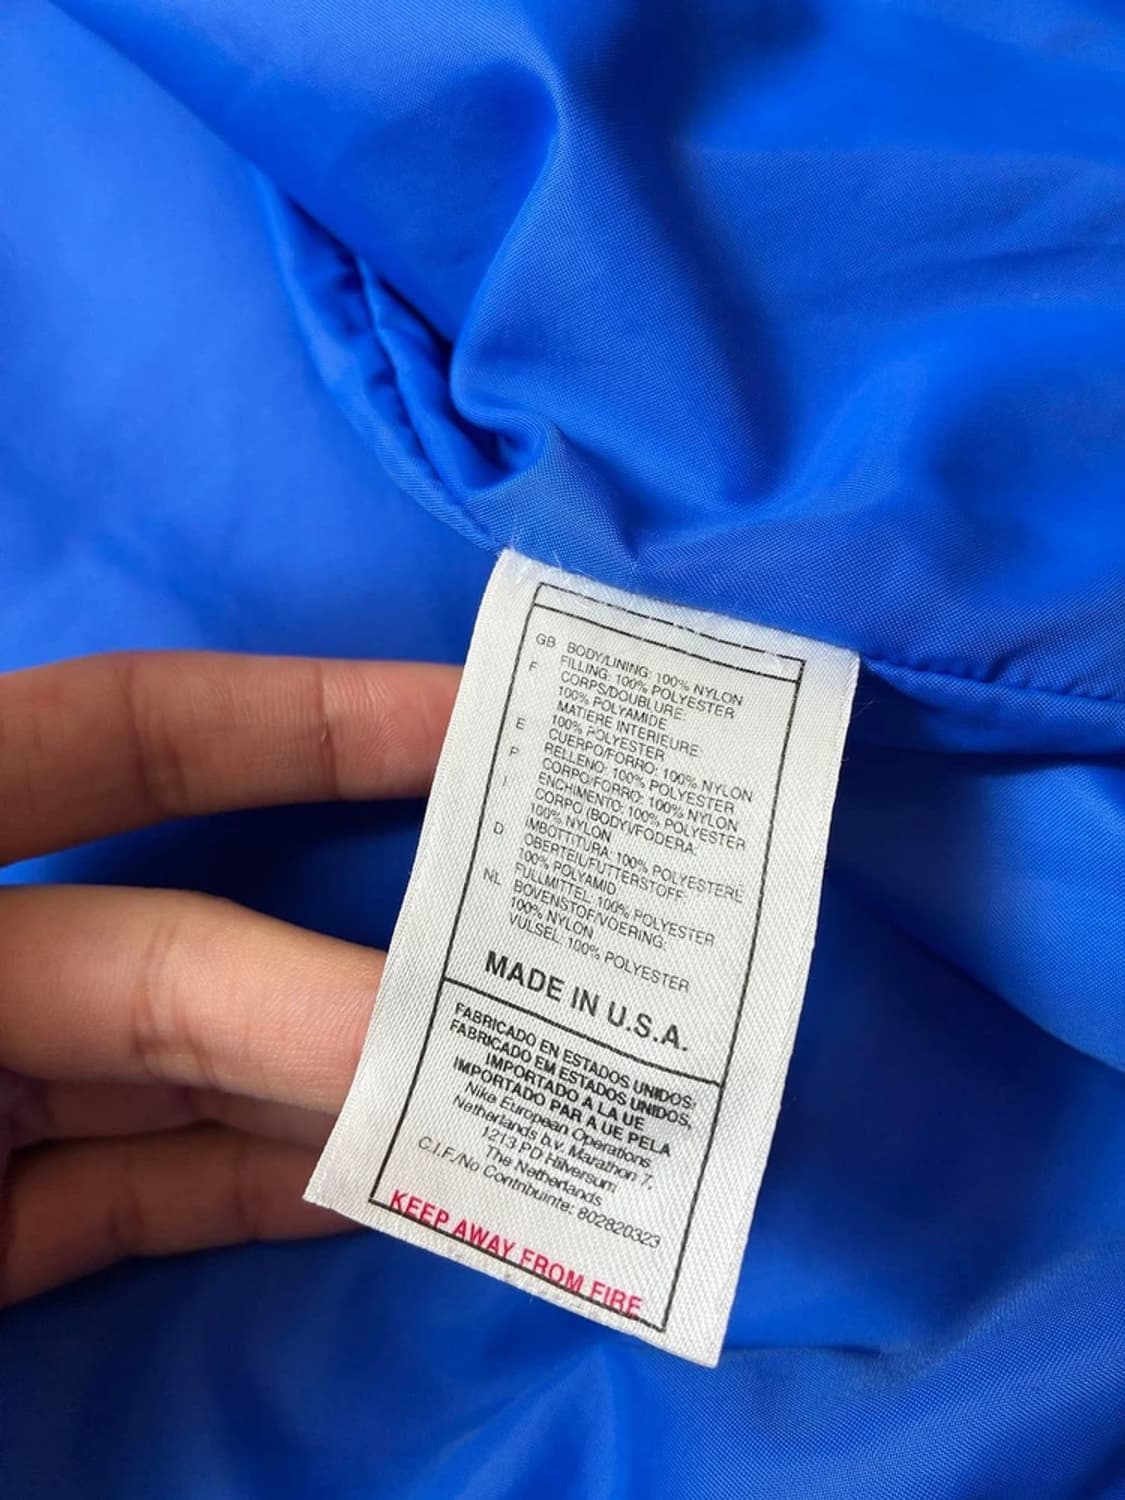 GB BODY/LINING: 100% NYLON
FILLING: 100% POLYESTER
F CORPS/DOUBLURE:
100% POLYAMIDE
MATIERE INTERIEURE:
100% POLYESTER
E CUERPO/FORRO: 100% NYLON
RELLENO: 100% POLYESTER
P CORPO/FORRO: 100% NYLON
ENCHIMENTO: 100% POLYESTER
I CORPO (BODY)/FODERA:
100% NYLON
IMBOTTITURA: 100% POLYESTERE
D OBERTEIL/FUTTERSTOFF:
100% POLYAMID
FULLMITTEL: 100% POLYESTER
NL BOVENSTOF/VOERING:
100% NYLON
VULSEL: 100% POLYESTER
MADE IN U.S.A.
FABRICADO EN ESTADOS UNIDOS,
FABRICADO EM ESTADOS UNIDOS,
IMPORTADO A LA UE
IMPORTADO PAR A UE PELA
Nike European Operations
Netherlands b.v. Marathon 7,
1213 PD Hilversum
The Netherlands
C.I.F./No Contribuinte: 802820323
KEEP AWAY FROM FIRE